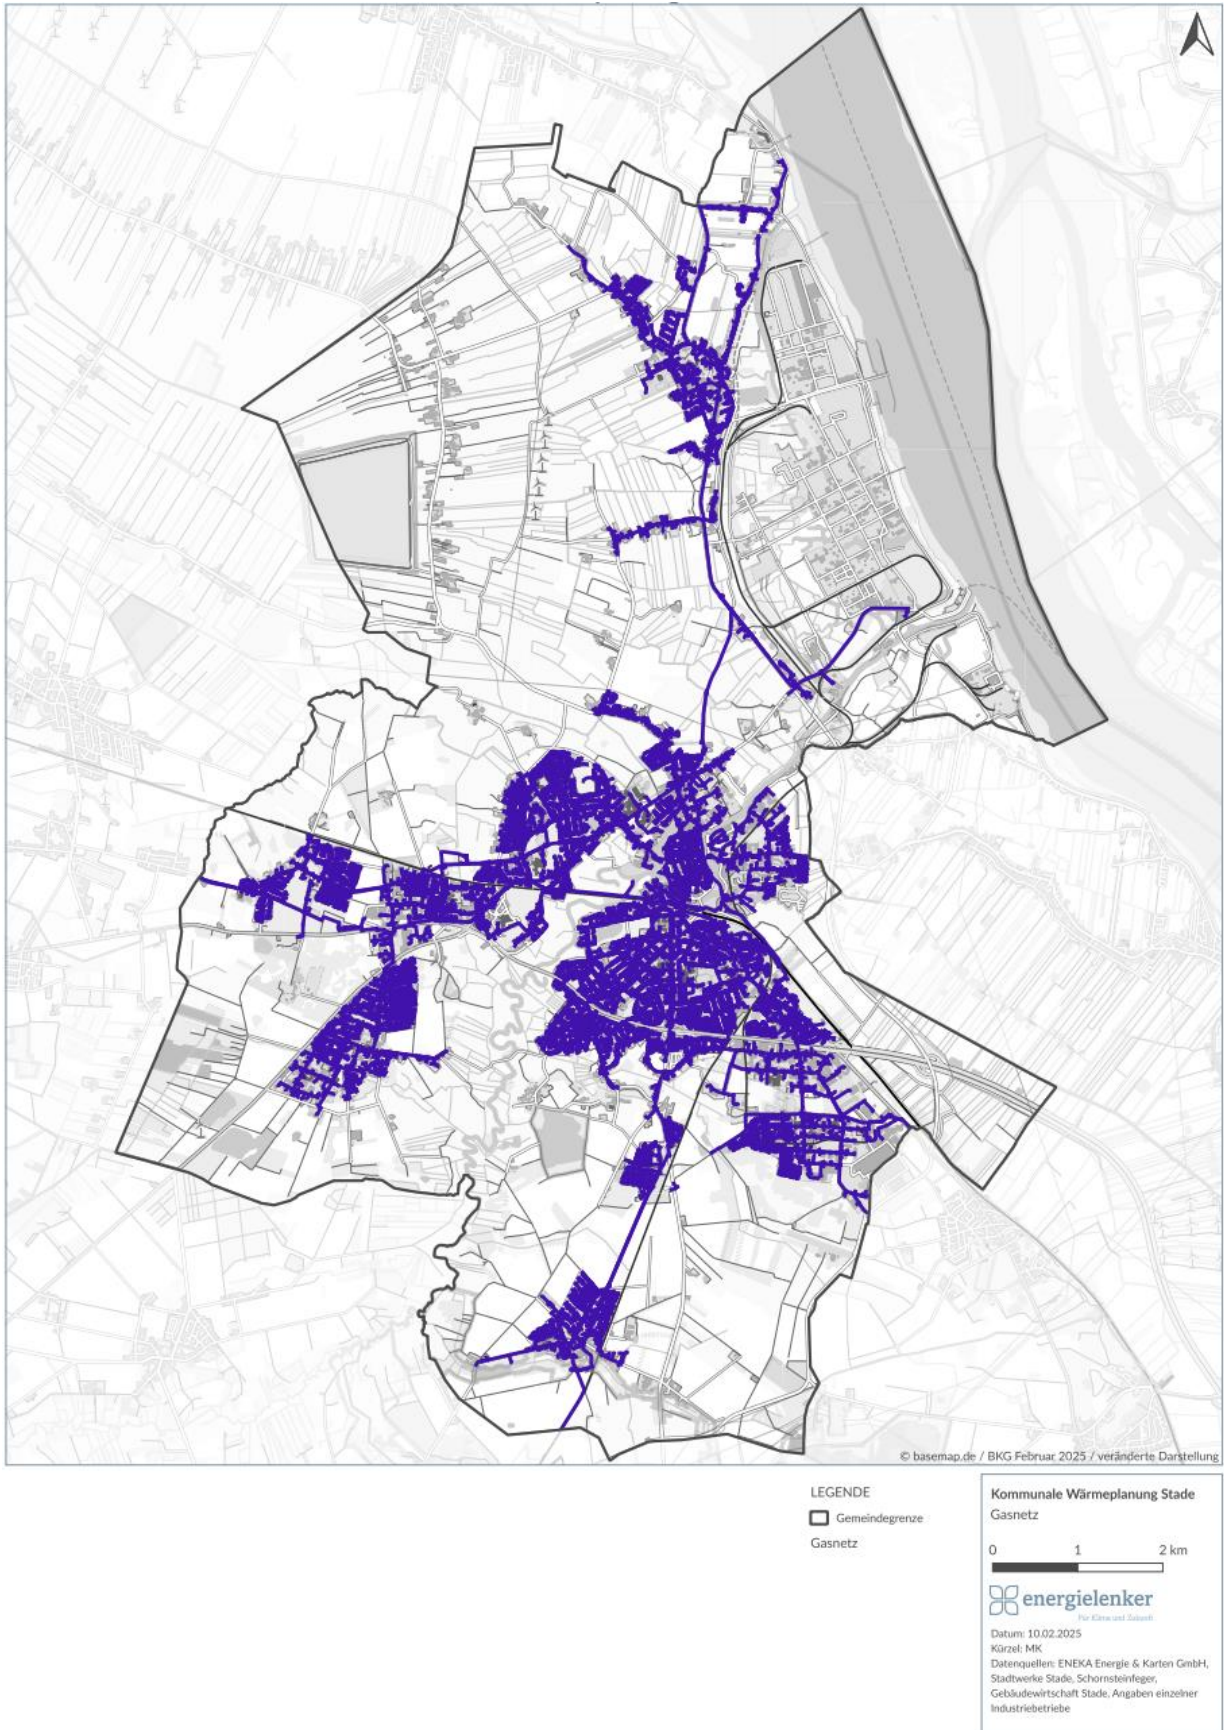 © basemap.de / BKG Februar 2025 / veränderte Darstellung
LEGENDE
Gemeindegrenze
Gasnetz
Kommunale Wärmeplanung Stade
Gasnetz
0 1 2 km
energielenker
Für Klima und Zukunft
Datum: 10.02.2025
Kürzel: MK
Datenquellen: ENEKA Energie & Karten GmbH,
Stadtwerke Stade, Schornsteinfeger,
Gebäudewirtschaft Stade, Angaben einzelner
Industriebetriebe